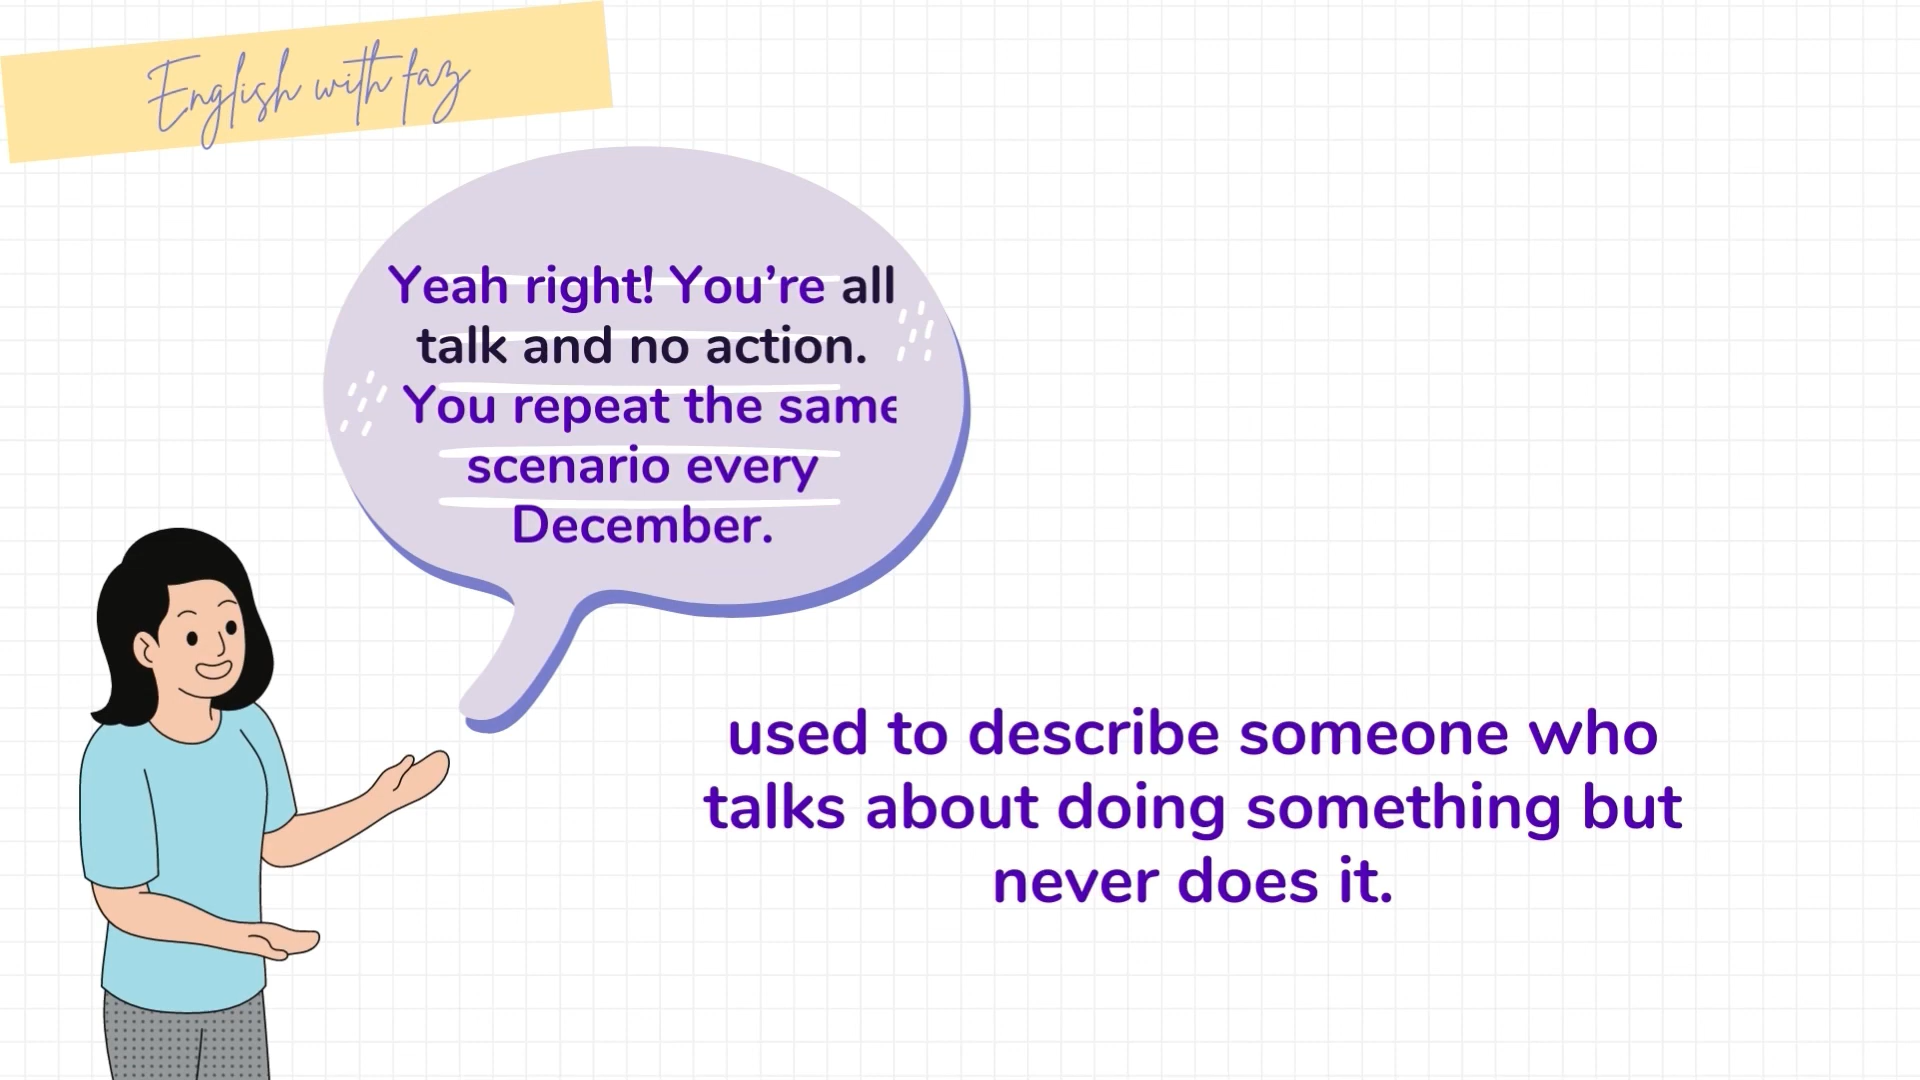 English with faz
Yeah right! You’re all
talk and no action.
You repeat the same
scenario every
December.
used to describe someone who
talks about doing something but
never does it.